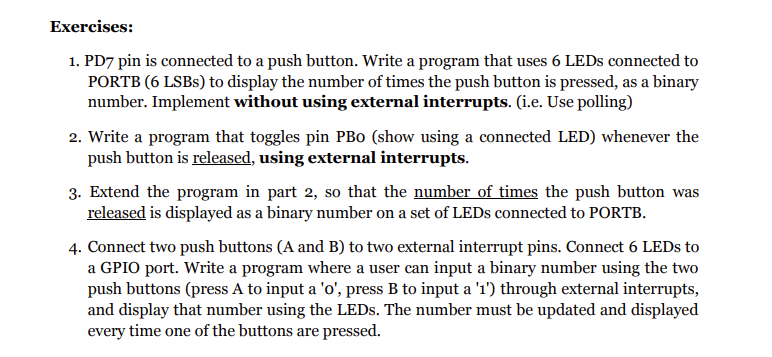 Exercises:
1. PD7 pin is connected to a push button. Write a program that uses 6 LEDs connected to
PORTB (6 LSBs) to display the number of times the push button is pressed, as a binary
number. Implement without using external interrupts. (i.e. Use polling)
2. Write a program that toggles pin PB0 (show using a connected LED) whenever the
push button is released, using external interrupts.
3. Extend the program in part 2, so that the number of times the push button was
released is displayed as a binary number on a set of LEDs connected to PORTB.
4. Connect two push buttons (A and B) to two external interrupt pins. Connect 6 LEDs to
a GPIO port. Write a program where a user can input a binary number using the two
push buttons (press A to input a '0', press B to input a '1') through external interrupts,
and display that number using the LEDs. The number must be updated and displayed
every time one of the buttons are pressed.